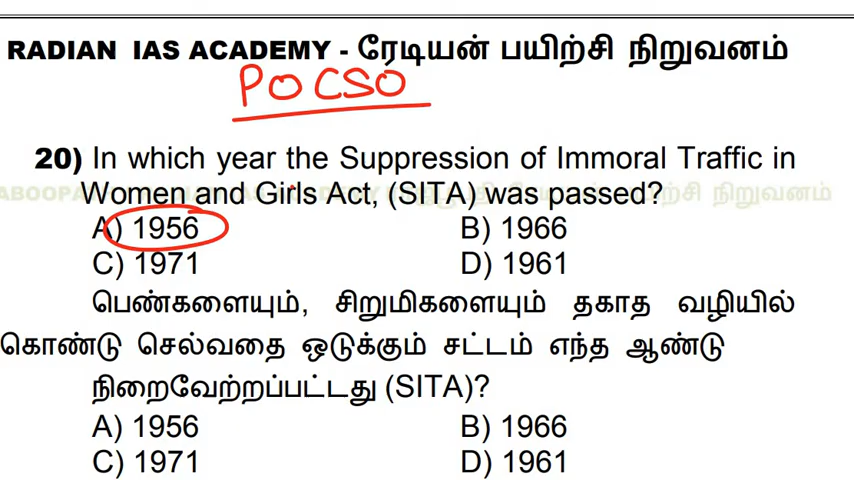 RADIAN IAS ACADEMY - ரேடியன் பயிற்சி நிறுவனம்
POCSO
20) In which year the Suppression of Immoral Traffic in
Women and Girls Act, (SITA) was passed?
A) 1956 B) 1966
C) 1971 D) 1961
பெண்களையும், சிறுமிகளையும் தகாத வழியில்
கொண்டு செல்வதை ஒடுக்கும் சட்டம் எந்த ஆண்டு
நிறைவேற்றப்பட்டது (SITA)?
A) 1956 B) 1966
C) 1971 D) 1961